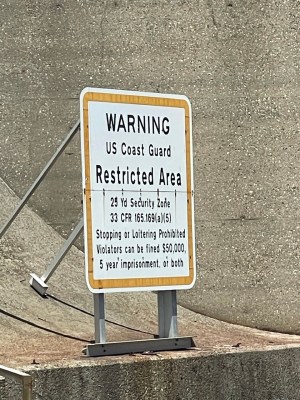 WARNING
US Coast Guard
Restricted Area
25 Yd Security Zone
33 CFR 165.169(a)(5)
Stopping or Loitering Prohibited
Violators can be fined $50,000,
5 year imprisonment, or both